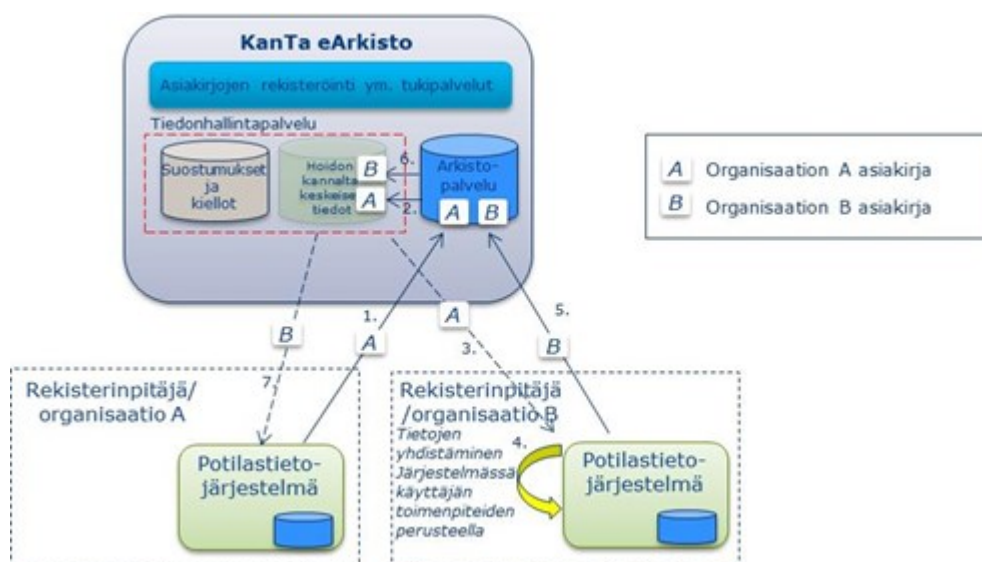 KanTa eArkisto
Asiakirjojen rekisteröinti ym. tukipalvelut
Tiedonhallintapalvelu
Suostumukset
ja
kiellot
Hoidon
kannalta
keskeiset
tiedot
B
A
6.
2.
Arkisto-
palvelu
A
B
A Organisaation A asiakirja
B Organisaation B asiakirja
B
7.
1.
A
A
3.
5.
B
Rekisterinpitäjä/
organisaatio A
Potilastieto-
järjestelmä
Rekisterinpitäjä
/organisaatio B
Tietojen
yhdistäminen
Järjestelmässä
käyttäjän
toimenpiteiden
perusteella
4.
Potilastieto-
järjestelmä